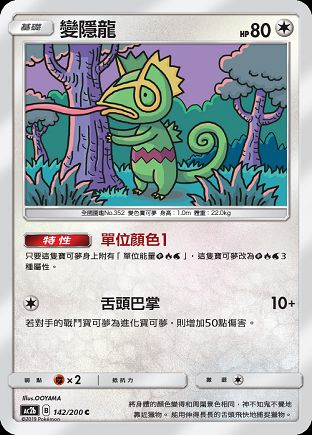 基礎 變隱龍 HP 80
全國圖鑑No.352 變色寶可夢 身高：1.0m 體重：22.0kg
特性 單位顏色1
只要這隻寶可夢身上附有「單位能量」，這隻寶可夢改為3
種屬性。
舌頭巴掌 10+
若對手的戰鬥寶可夢為進化寶可夢，則增加50點傷害。
弱點 ×2 抵抗力 撤退
Illus.OOYAMA
AC2b B 142/200 C
©2019 Pokémon
將身體的顏色變得和周圍景色相同，神不知鬼不覺地
靠近獵物。 能用伸得長長的舌頭飛快地捕捉獵物。